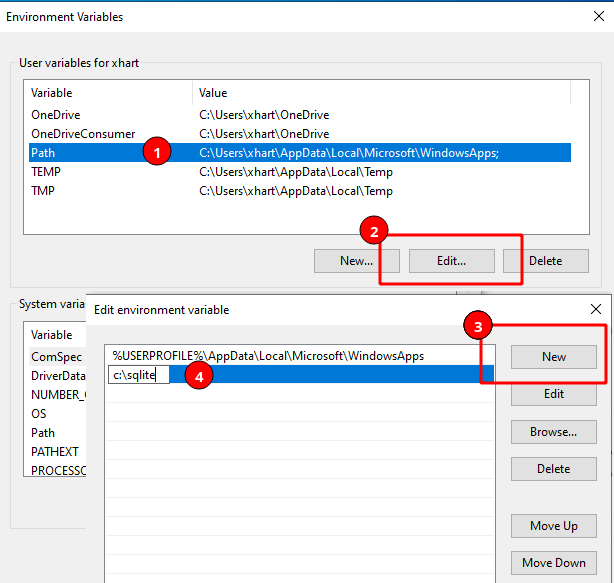 Environment Variables
User variables for xhart
Variable Value
OneDrive C:\Users\xhart\OneDrive
OneDriveConsumer C:\Users\xhart\OneDrive
Path 1 C:\Users\xhart\AppData\Local\Microsoft\WindowsApps;
TEMP C:\Users\xhart\AppData\Local\Temp
TMP C:\Users\xhart\AppData\Local\Temp
2
New... Edit... Delete
System varia
Variable
ComSpec
DriverData
NUMBER_
OS
Path
PATHEXT
PROCESSO
Edit environment variable
3
%USERPROFILE%\AppData\Local\Microsoft\WindowsApps
c:\sqlite 4
New
Edit
Browse...
Delete
Move Up
Move Down